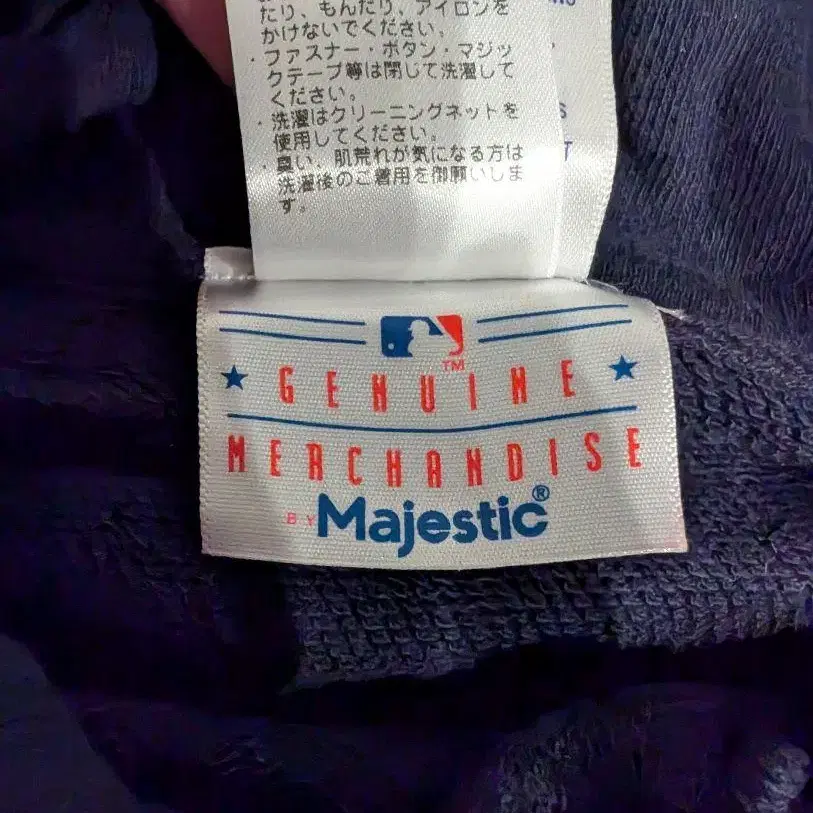 たり、もんだり、アイロンを
かけないでください。
・ファスナー・ボタン・マジッ
クテープ等は閉じて洗濯して
ください。
・洗濯はクリーニングネットを
使用してください。
・臭い、肌荒れが気になる方は
洗濯後のご着用を御願いしま
す。
S
T
TM
GENUINE
MERCHANDISE
BY Majestic®